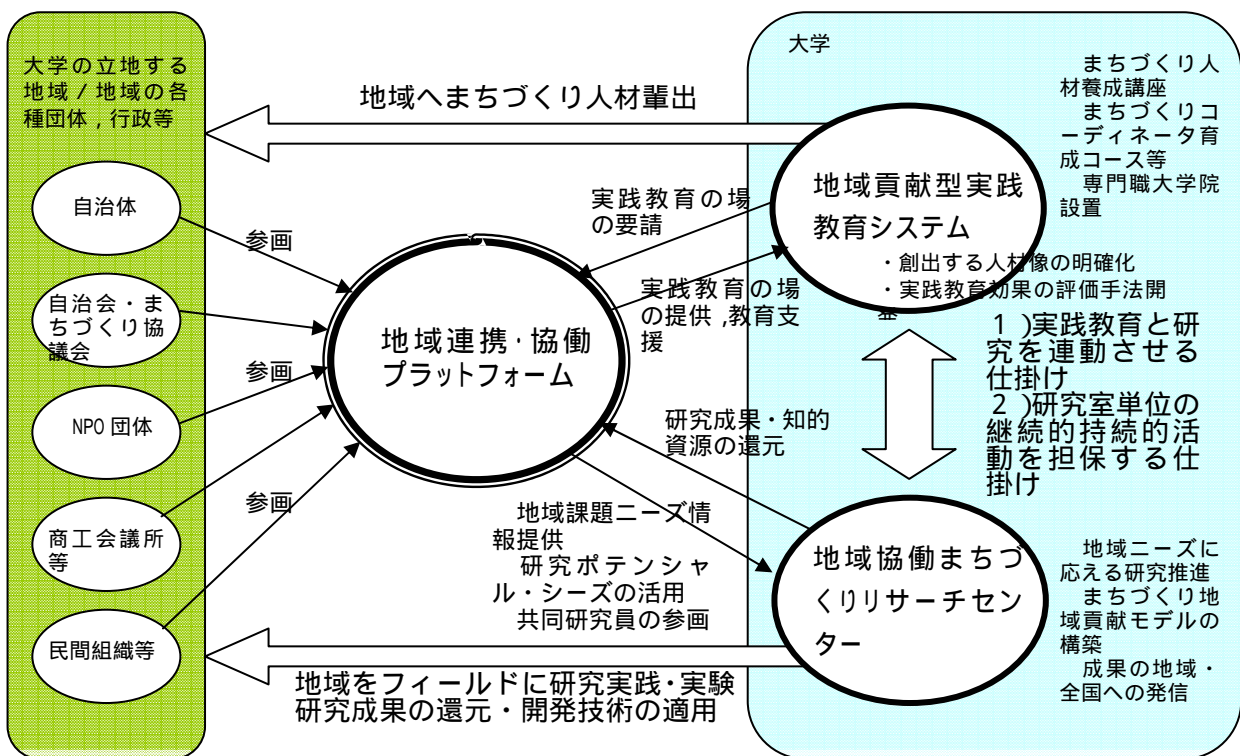 大学の立地する
地域/地域の各
種団体,行政等
自治体
自治会・ま
ちづくり協
議会
NPO団体
商工会議所
等
民間組織等
参画
参画
参画
地域へまちづくり人材輩出
地域連携・協働
プラットフォーム
実践教育の場
の要請
実践教育の場
の提供,教育支
援
研究成果・知的
資源の還元
地域課題ニーズ情
報提供
研究ポテンシャ
ル・シーズの活用
共同研究員の参画
地域をフィールドに研究実践・実験
研究成果の還元・開発技術の適用
大学
地域貢献型実践
教育システム
・創出する人材像の明確化
・実践教育効果の評価手法開
まちづくり人
材養成講座
まちづくりコ
ーディネータ育
成コース等
専門職大学院
設置
1)実践教育と研
究を連動させる
仕掛け
2)研究室単位の
継続的持続的活
動を担保する仕
掛け
地域協働まちづ
くりリサーチセン
ター
地域ニーズに
応える研究推進
まちづくり地
域貢献モデルの
構築
成果の地域・
全国への発信